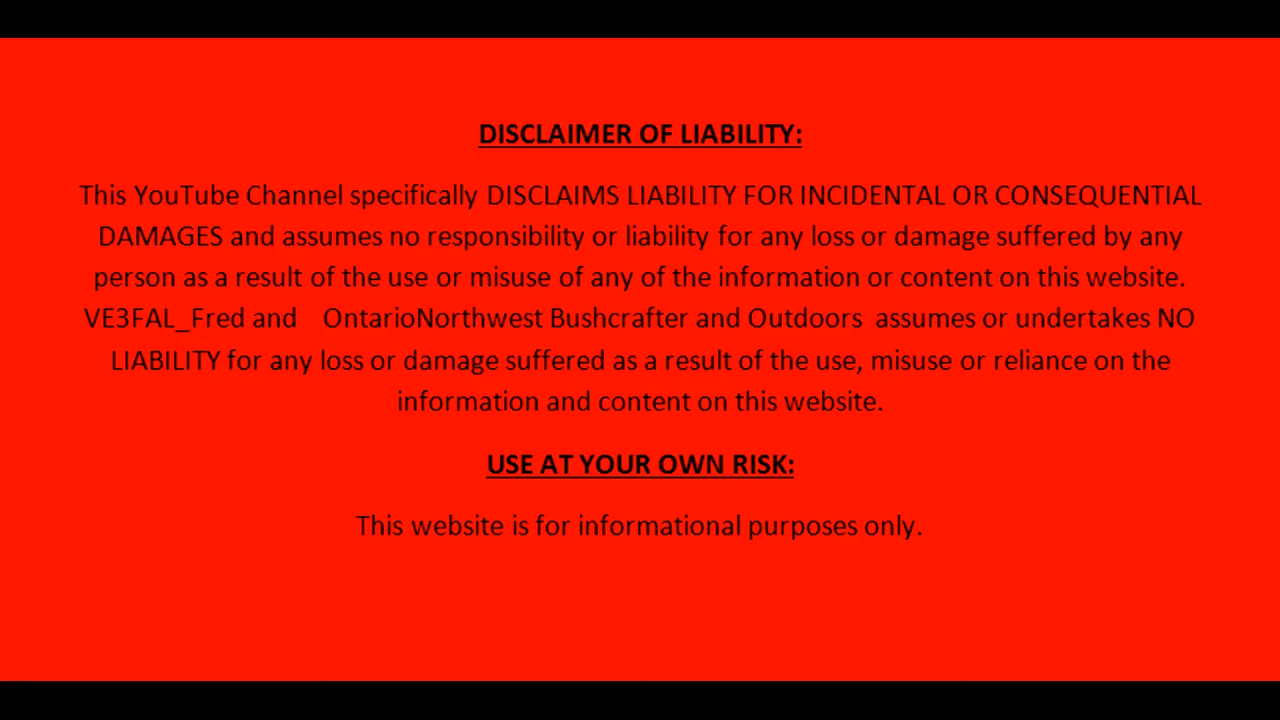 DISCLAIMER OF LIABILITY:
This YouTube Channel specifically DISCLAIMS LIABILITY FOR INCIDENTAL OR CONSEQUENTIAL
DAMAGES and assumes no responsibility or liability for any loss or damage suffered by any
person as a result of the use or misuse of any of the information or content on this website.
VE3FAL_Fred and OntarioNorthwest Bushcrafter and Outdoors assumes or undertakes NO
LIABILITY for any loss or damage suffered as a result of the use, misuse or reliance on the
information and content on this website.
USE AT YOUR OWN RISK:
This website is for informational purposes only.